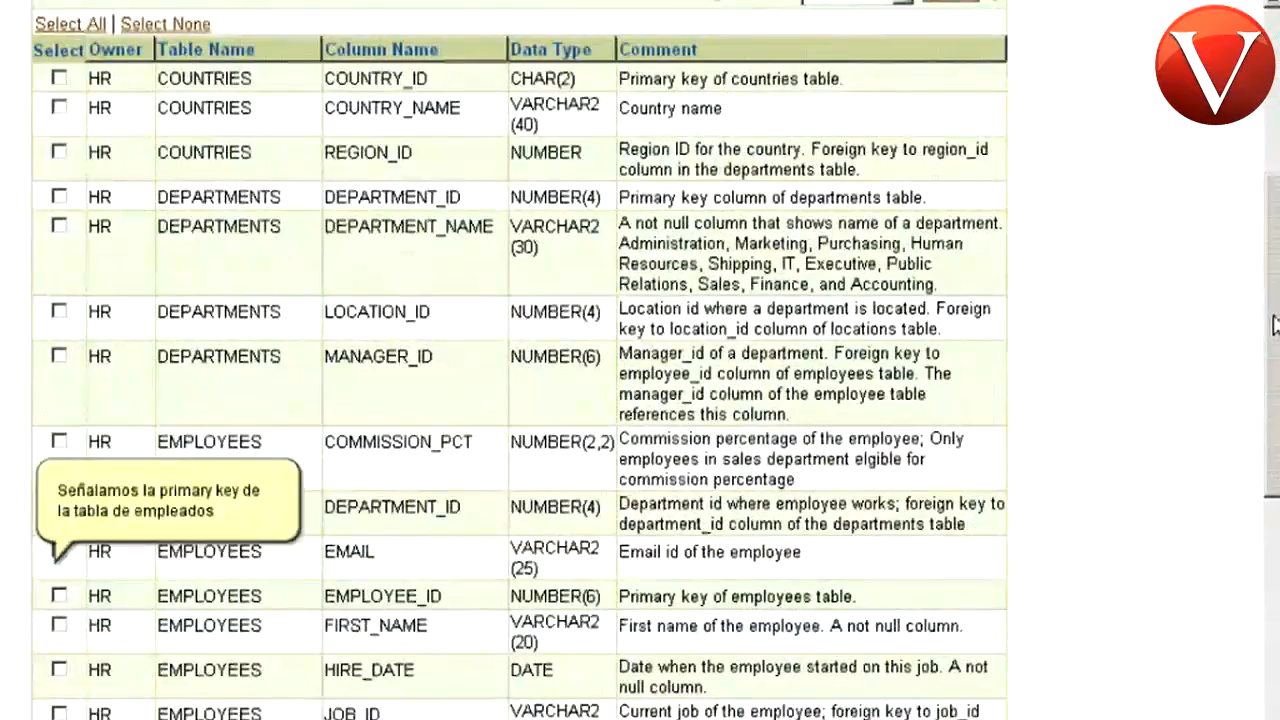 Select All | Select None
Select Owner Table Name Column Name Data Type Comment
HR COUNTRIES COUNTRY_ID CHAR(2) Primary key of countries table.
HR COUNTRIES COUNTRY_NAME VARCHAR2 Country name
(40)
HR COUNTRIES REGION_ID NUMBER Region ID for the country. Foreign key to region_id
column in the departments table.
HR DEPARTMENTS DEPARTMENT_ID NUMBER(4) Primary key column of departments table.
HR DEPARTMENTS DEPARTMENT_NAME VARCHAR2 A not null column that shows name of a department.
(30) Administration, Marketing, Purchasing, Human
Resources, Shipping, IT, Executive, Public
Relations, Sales, Finance, and Accounting.
HR DEPARTMENTS LOCATION_ID NUMBER(4) Location id where a department is located. Foreign
key to location_id column of locations table.
HR DEPARTMENTS MANAGER_ID NUMBER(6) Manager_id of a department. Foreign key to
employee_id column of employees table. The
manager_id column of the employee table
references this column.
HR EMPLOYEES COMMISSION_PCT NUMBER(2,2) Commission percentage of the employee; Only
employees in sales department elgible for
commission percentage
Señalamos la primary key de
la tabla de empleados
DEPARTMENT_ID NUMBER(4) Department id where employee works; foreign key to
department_id column of the departments table
HR EMPLOYEES EMAIL VARCHAR2 Email id of the employee
(25)
HR EMPLOYEES EMPLOYEE_ID NUMBER(6) Primary key of employees table.
HR EMPLOYEES FIRST_NAME VARCHAR2 First name of the employee. A not null column.
(20)
HR EMPLOYEES HIRE_DATE DATE Date when the employee started on this job. A not
null column.
HR EMPLOYEES JOB_ID VARCHAR2 Current job of the employee; foreign key to job_id
V